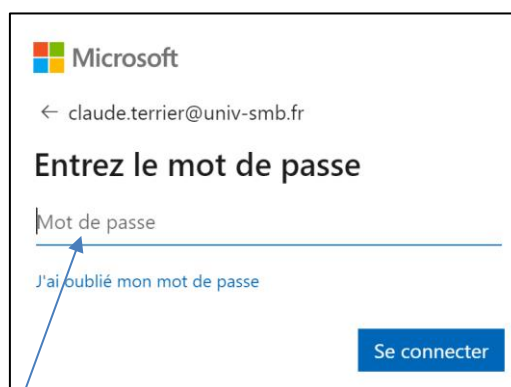 Microsoft
← claude.terrier@univ-smb.fr
Entrez le mot de passe
Mot de passe
J'ai oublié mon mot de passe
Se connecter